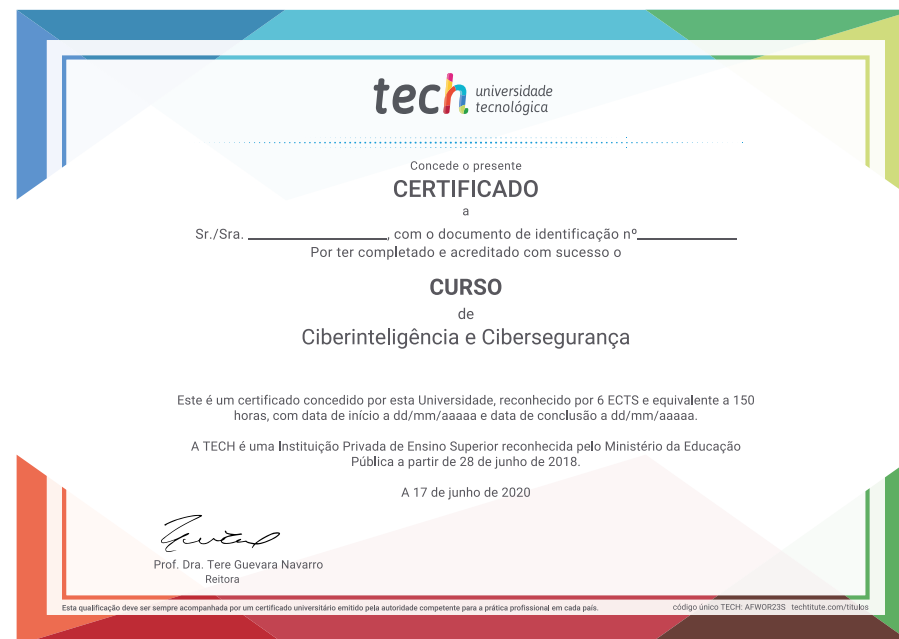 tech universidade
tecnológica
Concede o presente
CERTIFICADO
a
Sr./Sra. ____________________, com o documento de identificação nº______________
Por ter completado e acreditado com sucesso o
CURSO
de
Ciberinteligência e Cibersegurança
Este é um certificado concedido por esta Universidade, reconhecido por 6 ECTS e equivalente a 150
horas, com data de início a dd/mm/aaaaa e data de conclusão a dd/mm/aaaaa.
A TECH é uma Instituição Privada de Ensino Superior reconhecida pelo Ministério da Educação
Pública a partir de 28 de junho de 2018.
A 17 de junho de 2020
Prof. Dra. Tere Guevara Navarro
Reitora
Esta qualificação deve ser sempre acompanhada por um certificado universitário emitido pela autoridade competente para a prática profissional em cada país.
código único TECH: AFWOR23S techtitute.com/titulos